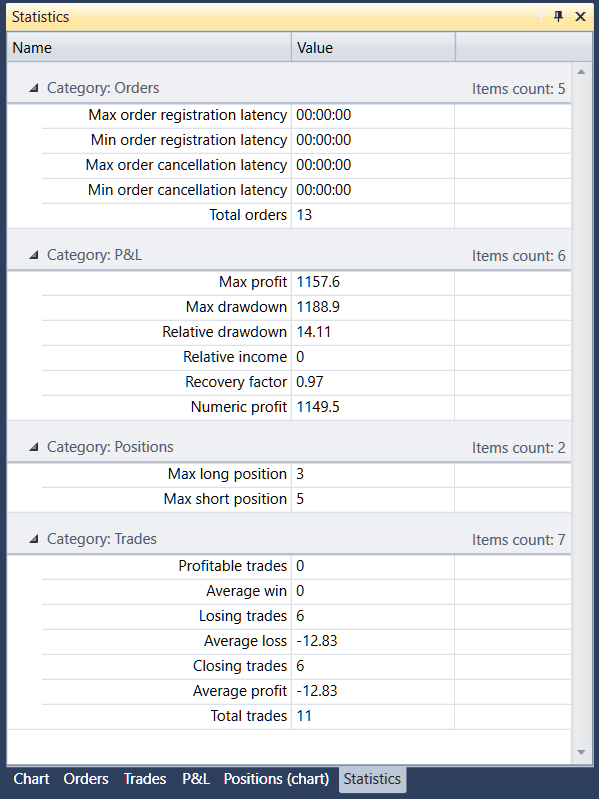 Statistics
Name Value
Category: Orders Items count: 5
Max order registration latency 00:00:00
Min order registration latency 00:00:00
Max order cancellation latency 00:00:00
Min order cancellation latency 00:00:00
Total orders 13
Category: P&L Items count: 6
Max profit 1157.6
Max drawdown 1188.9
Relative drawdown 14.11
Relative income 0
Recovery factor 0.97
Numeric profit 1149.5
Category: Positions Items count: 2
Max long position 3
Max short position 5
Category: Trades Items count: 7
Profitable trades 0
Average win 0
Losing trades 6
Average loss -12.83
Closing trades 6
Average profit -12.83
Total trades 11
Chart Orders Trades P&L Positions (chart) Statistics